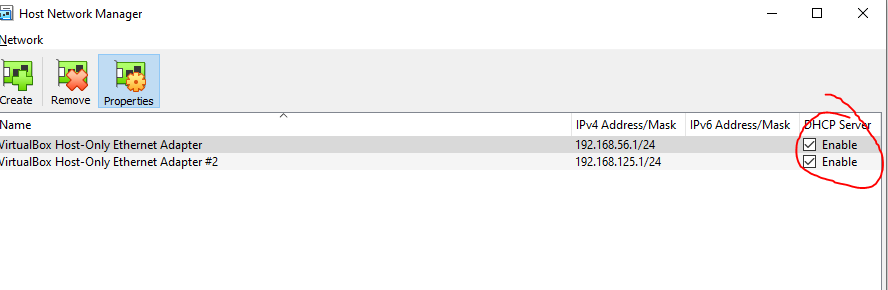 Host Network Manager
Network
Create Remove Properties
Name IPv4 Address/Mask IPv6 Address/Mask DHCP Server
VirtualBox Host-Only Ethernet Adapter 192.168.56.1/24 Enable
VirtualBox Host-Only Ethernet Adapter #2 192.168.125.1/24 Enable